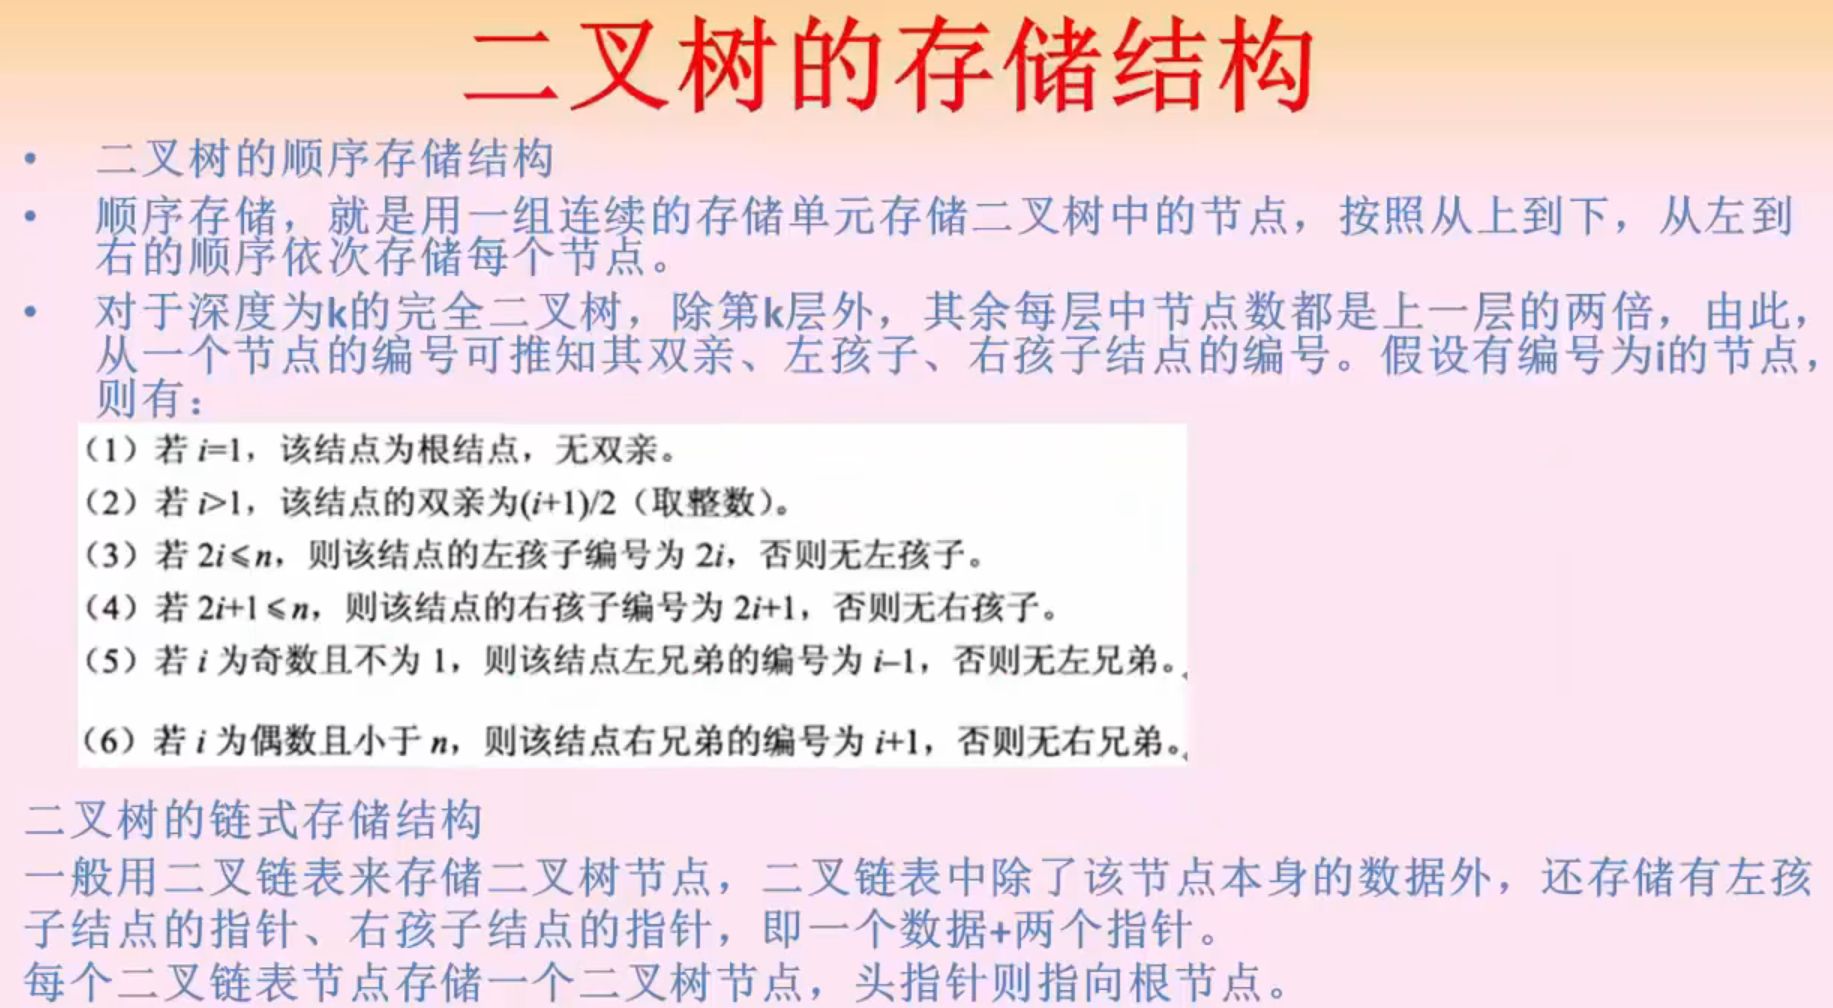 二叉树的存储结构
• 二叉树的顺序存储结构
• 顺序存储，就是用一组连续的存储单元存储二叉树中的节点，按照从上到下，从左到
右的顺序依次存储每个节点。
• 对于深度为k的完全二叉树，除第k层外，其余每层中节点数都是上一层的两倍，由此，
从一个节点的编号可推知其双亲、左孩子、右孩子结点的编号。假设有编号为i的节点，
则有：
（1）若 i=1，该结点为根结点，无双亲。
（2）若 i>1，该结点的双亲为(i+1)/2（取整数）。
（3）若 2i⩽n，则该结点的左孩子编号为 2i，否则无左孩子。
（4）若 2i+1⩽n，则该结点的右孩子编号为 2i+1，否则无右孩子。
（5）若 i 为奇数且不为 1，则该结点左兄弟的编号为 i–1，否则无左兄弟。
（6）若 i 为偶数且小于 n，则该结点右兄弟的编号为 i+1，否则无右兄弟。
二叉树的链式存储结构
一般用二叉链表来存储二叉树节点，二叉链表中除了该节点本身的数据外，还存储有左孩
子结点的指针、右孩子结点的指针，即一个数据+两个指针。
每个二叉链表节点存储一个二叉树节点，头指针则指向根节点。